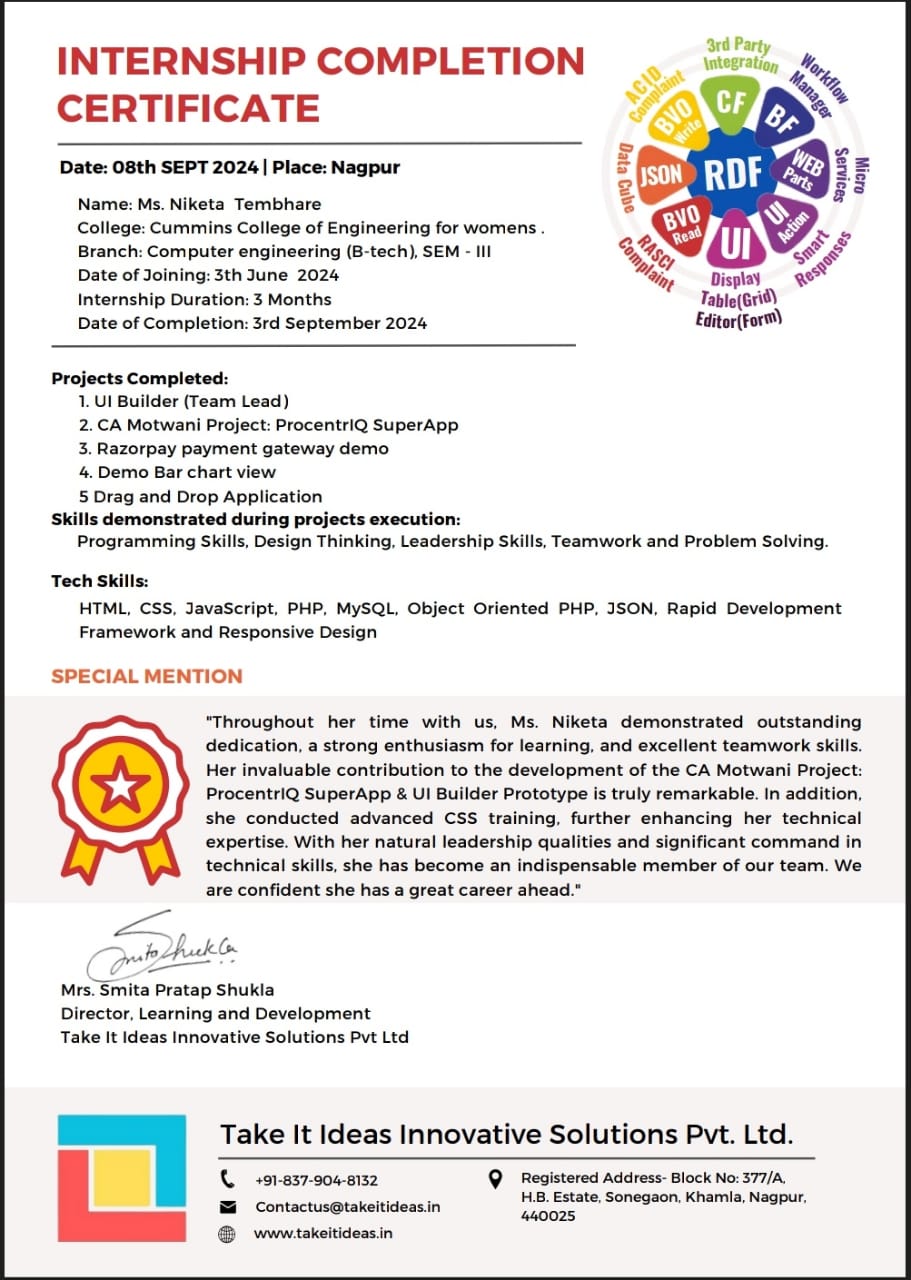 INTERNSHIP COMPLETION
CERTIFICATE
Date: 08th SEPT 2024 | Place: Nagpur
Name: Ms. Niketa Tembhare
College: Cummins College of Engineering for womens .
Branch: Computer engineering (B-tech), SEM - III
Date of Joining: 3th June 2024
Internship Duration: 3 Months
Date of Completion: 3rd September 2024
3rd Party
Integration
Workflow
Manager
Micro
Services
Smart
Responses
Display
Table(Grid)
Editor(Form)
RASCI
Complaint
Data Cube
ACID
Complaint
CF
BF
WEB
Parts
UI
Action
UI
BVO
Read
JSON
BVO
Write
RDF
Projects Completed:
1. UI Builder (Team Lead)
2. CA Motwani Project: ProcentrIQ SuperApp
3. Razorpay payment gateway demo
4. Demo Bar chart view
5 Drag and Drop Application
Skills demonstrated during projects execution:
Programming Skills, Design Thinking, Leadership Skills, Teamwork and Problem Solving.
Tech Skills:
HTML, CSS, JavaScript, PHP, MySQL, Object Oriented PHP, JSON, Rapid Development
Framework and Responsive Design
SPECIAL MENTION
"Throughout her time with us, Ms. Niketa demonstrated outstanding
dedication, a strong enthusiasm for learning, and excellent teamwork skills.
Her invaluable contribution to the development of the CA Motwani Project:
ProcentrIQ SuperApp & UI Builder Prototype is truly remarkable. In addition,
she conducted advanced CSS training, further enhancing her technical
expertise. With her natural leadership qualities and significant command in
technical skills, she has become an indispensable member of our team. We
are confident she has a great career ahead."
Smita Shukla
Mrs. Smita Pratap Shukla
Director, Learning and Development
Take It Ideas Innovative Solutions Pvt Ltd
Take It Ideas Innovative Solutions Pvt. Ltd.
+91-837-904-8132
Contactus@takeitideas.in
www.takeitideas.in
Registered Address- Block No: 377/A,
H.B. Estate, Sonegaon, Khamla, Nagpur,
440025